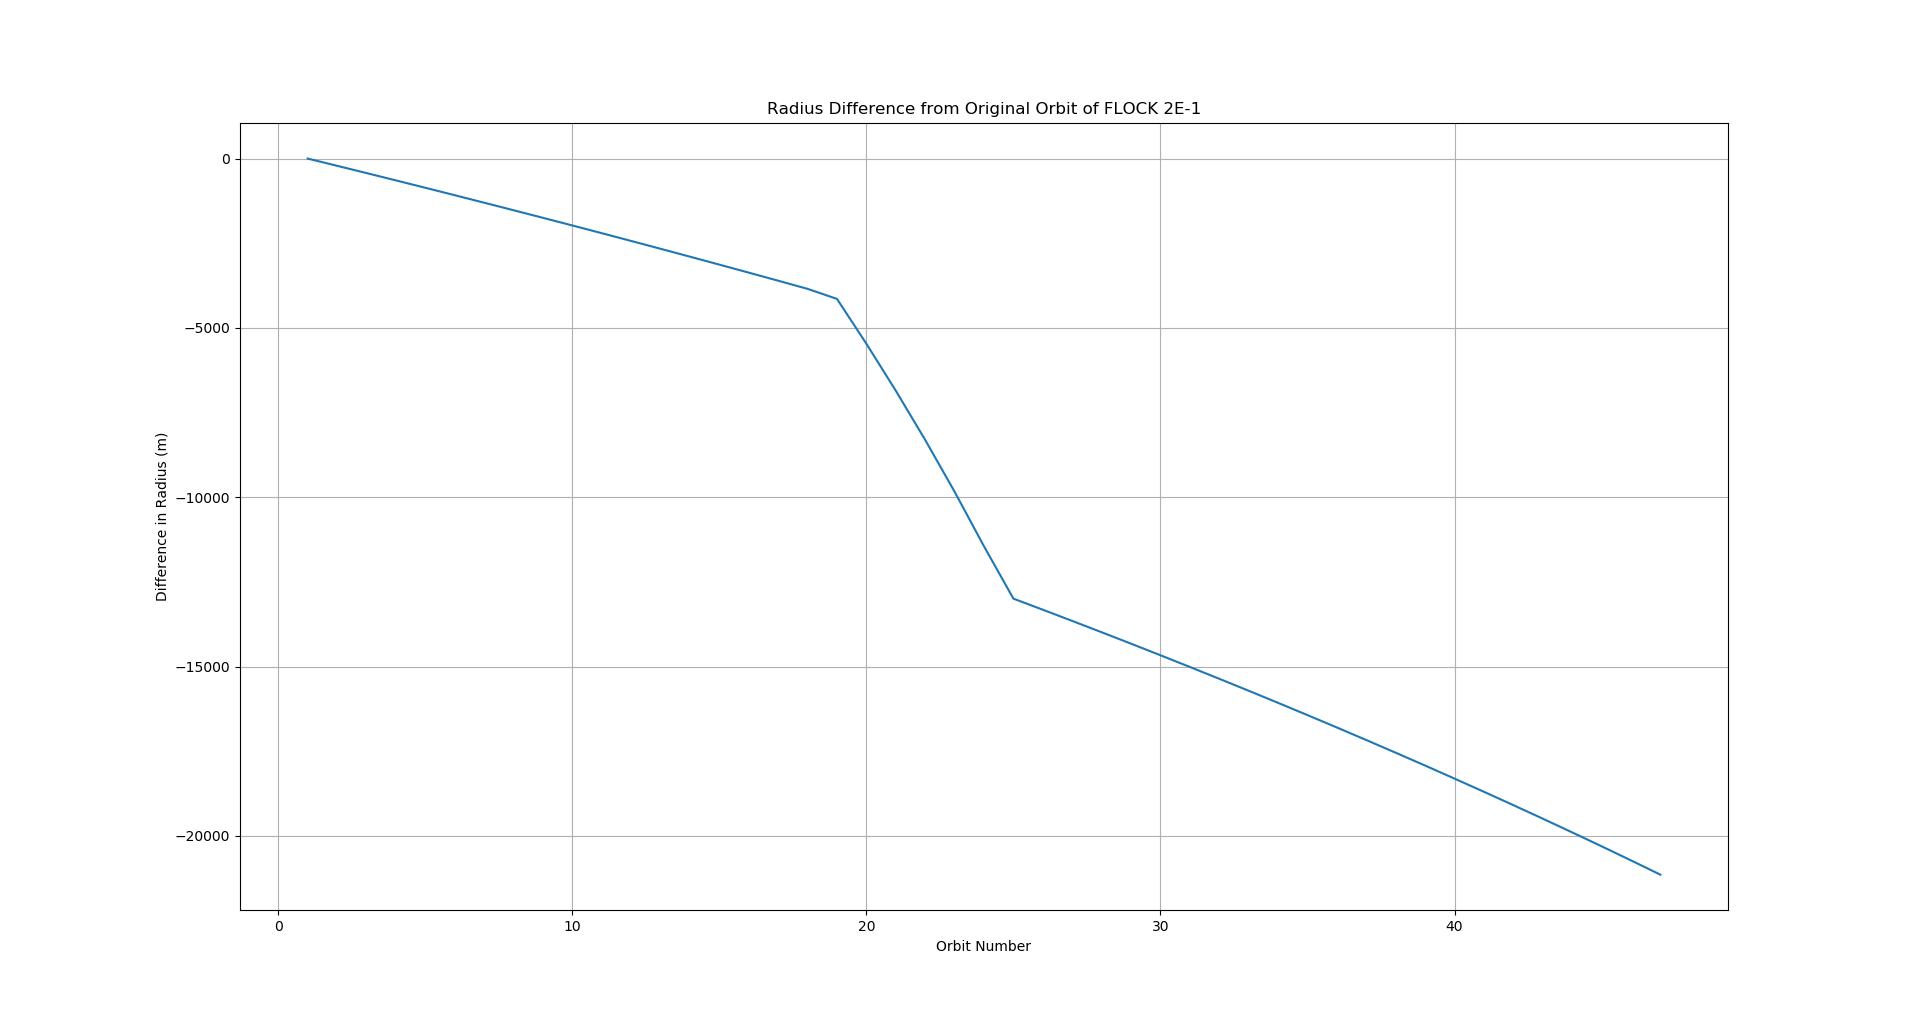 Radius Difference from Original Orbit of FLOCK 2E-1
0
−5000
−10000
−15000
−20000
Difference in Radius (m)
0 10 20 30 40
Orbit Number